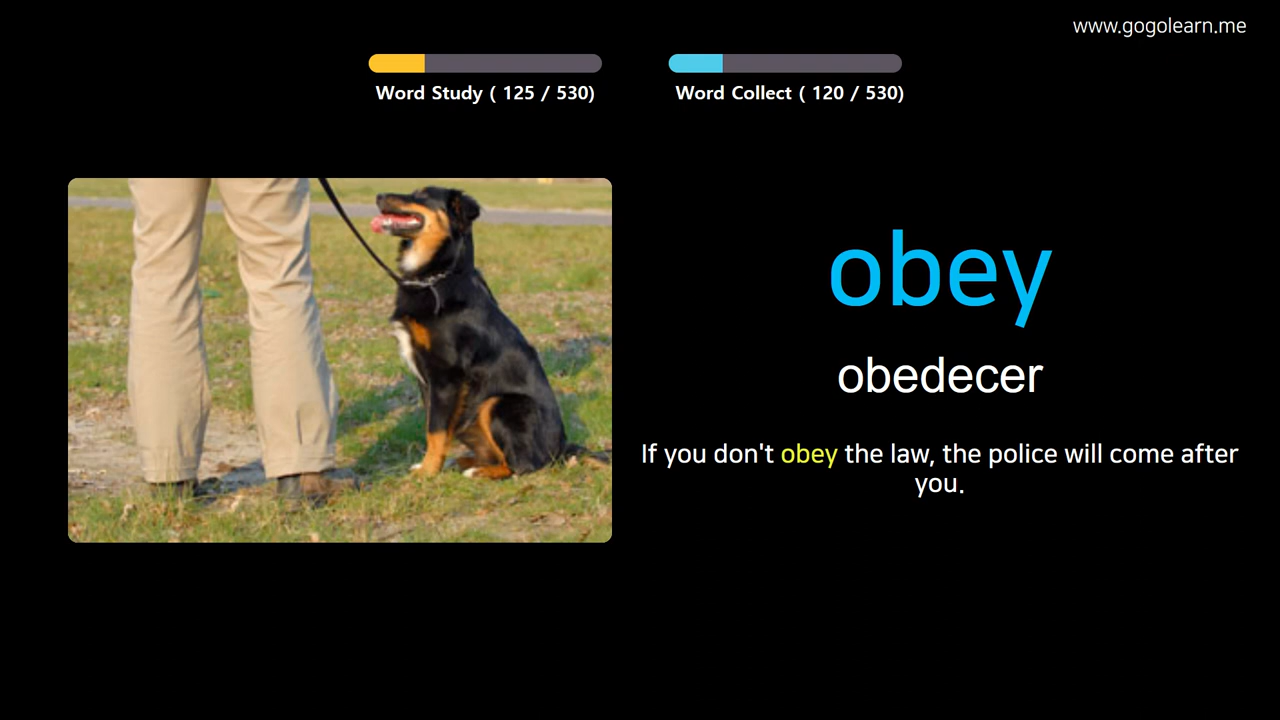 www.gogolearn.me
Word Study ( 125 / 530)
Word Collect ( 120 / 530)
obey
obedecer
If you don't obey the law, the police will come after
you.